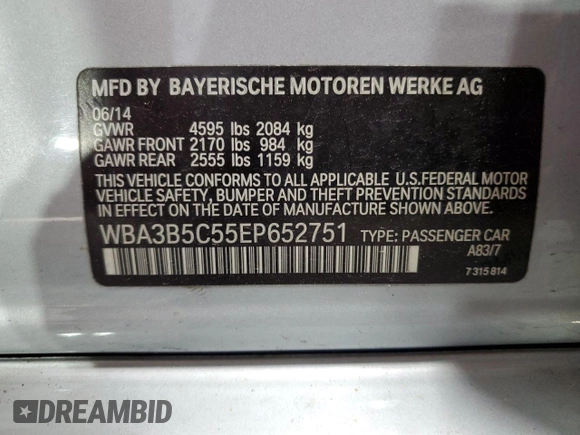 MFD BY BAYERISCHE MOTOREN WERKE AG
06/14
GVWR 4595 lbs 2084 kg
GAWR FRONT 2170 lbs 984 kg
GAWR REAR 2555 lbs 1159 kg
THIS VEHICLE CONFORMS TO ALL APPLICABLE U.S.FEDERAL MOTOR
VEHICLE SAFETY, BUMPER AND THEFT PREVENTION STANDARDS
IN EFFECT ON THE DATE OF MANUFACTURE SHOWN ABOVE.
WBA3B5C55EP652751 TYPE: PASSENGER CAR
A83/7
7 315 814
DREAMBID